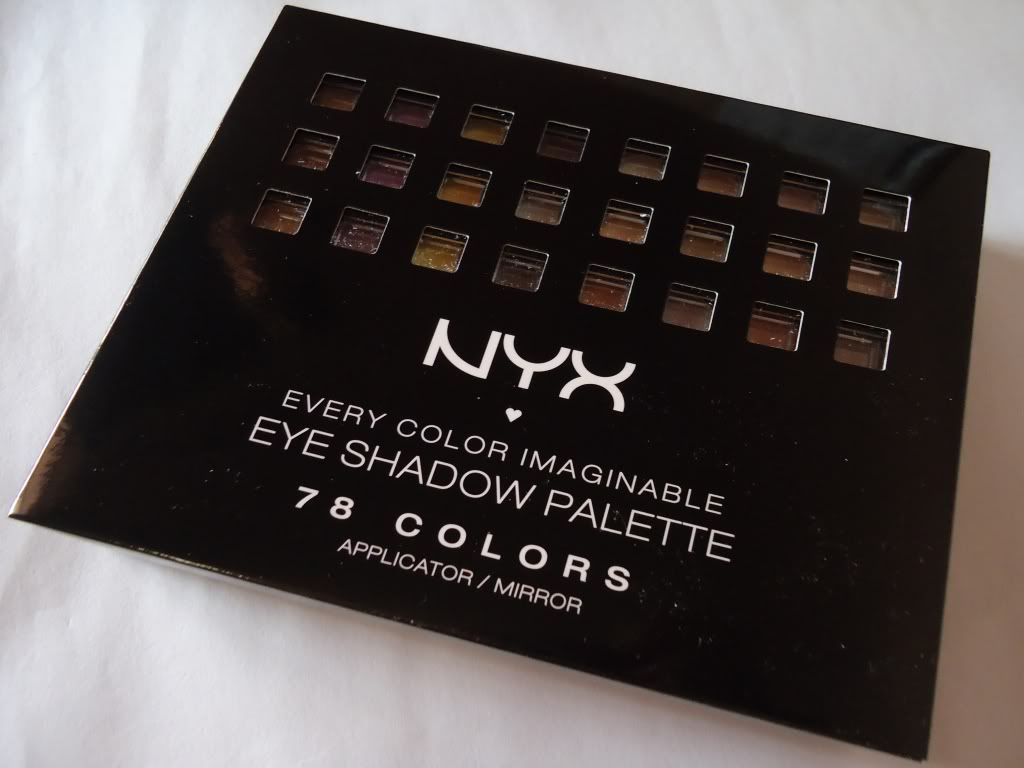 NYX
EVERY COLOR IMAGINABLE
EYE SHADOW PALETTE
78 COLORS
APPLICATOR / MIRROR